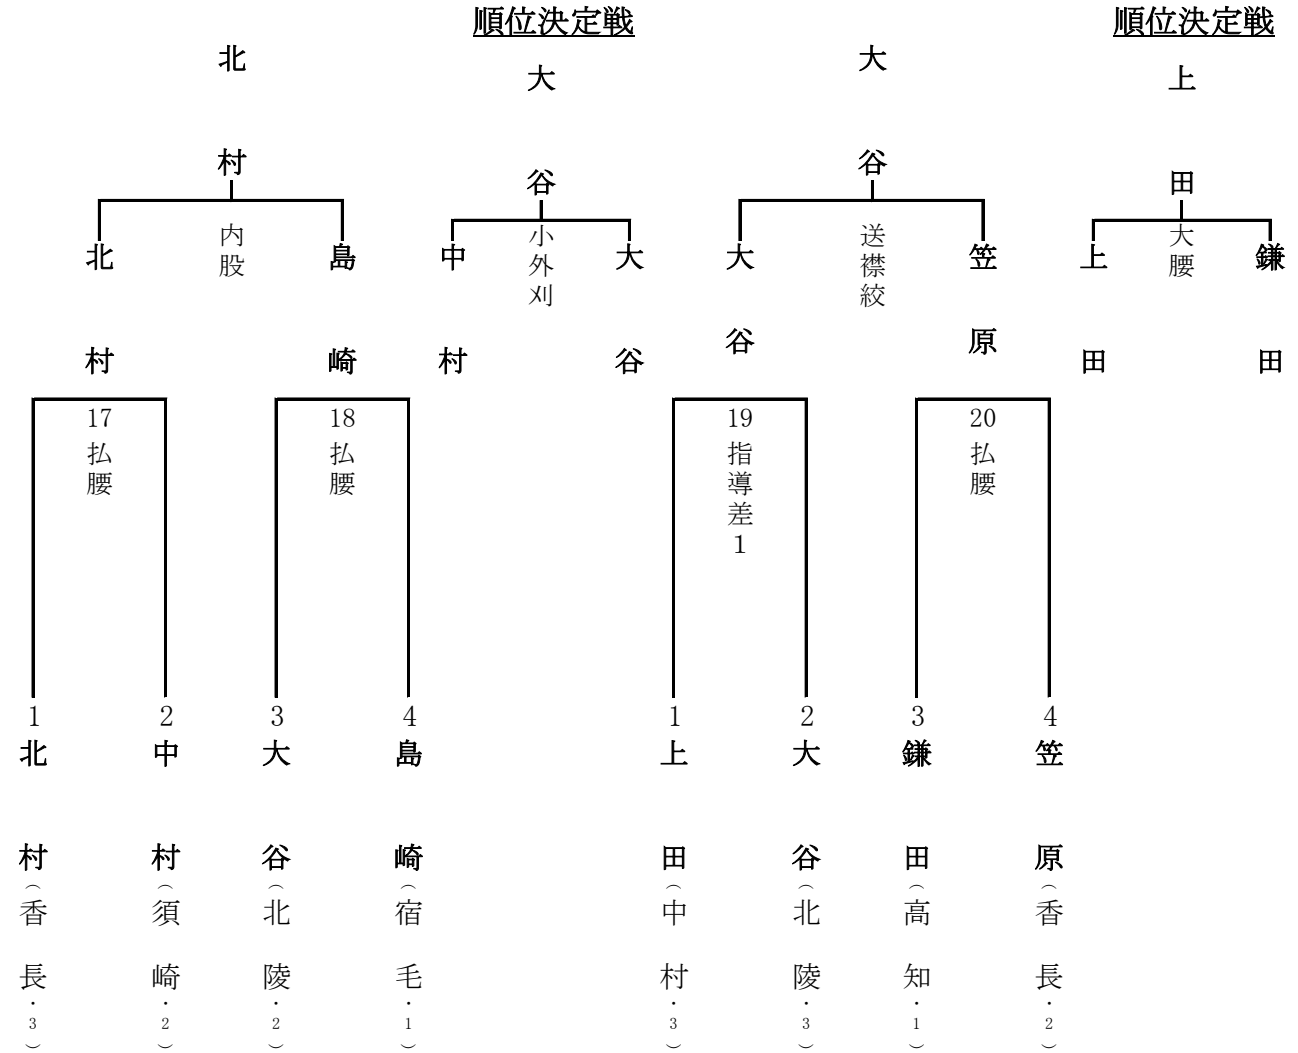 順位決定戦
順位決定戦
北村
大谷
大谷
上田
内股
小外刈
送襟絞
大腰
北村
島崎
中村
大谷
大谷
笠原
上田
鎌田
17
払腰
18
払腰
19
指導差1
20
払腰
1
北村(香長・3)
2
中村(須崎・2)
3
大谷(北陵・2)
4
島崎(宿毛・1)
1
上田(中村・3)
2
大谷(北陵・3)
3
鎌田(高知・1)
4
笠原(香長・2)